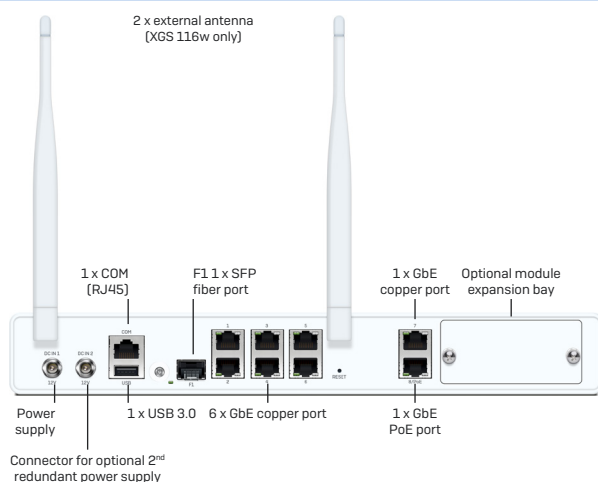 2 x external antenna
(XGS 116w only)
1 x COM
(RJ45)
F1 1 x SFP
fiber port
1 x GbE
copper port
Optional module
expansion bay
COM
1
3
5
7
DC IN 1
DC IN 2
12V
12V
USB
F1
2
4
6
RESET
8/PoE
Power
supply
1 x USB 3.0
6 x GbE copper port
1 x GbE
PoE port
Connector for optional 2nd
redundant power supply